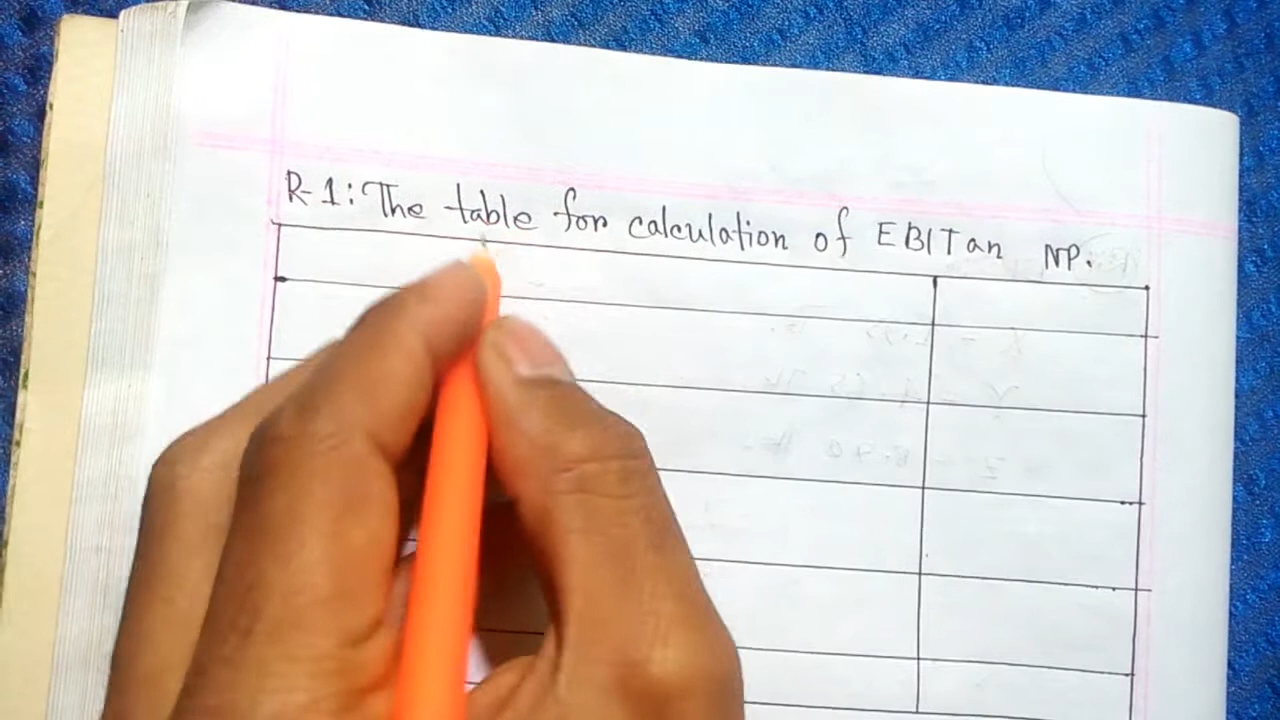 R-1: The table for calculation of EBIT an NP.